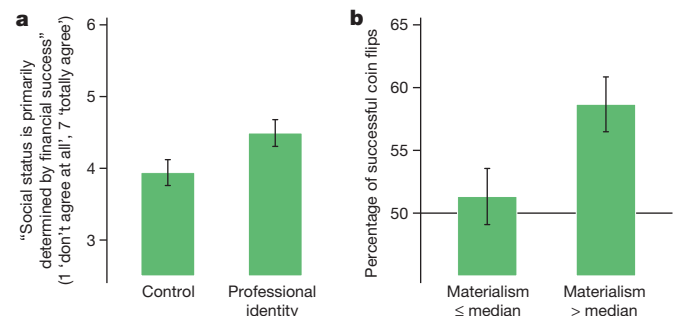 a
"Social status is primarily
determined by financial success"
(1 'don't agree at all', 7 'totally agree')
6
5
4
3
Control
Professional
identity
b
Percentage of successful coin flips
65
60
55
50
Materialism
≤ median
Materialism
> median